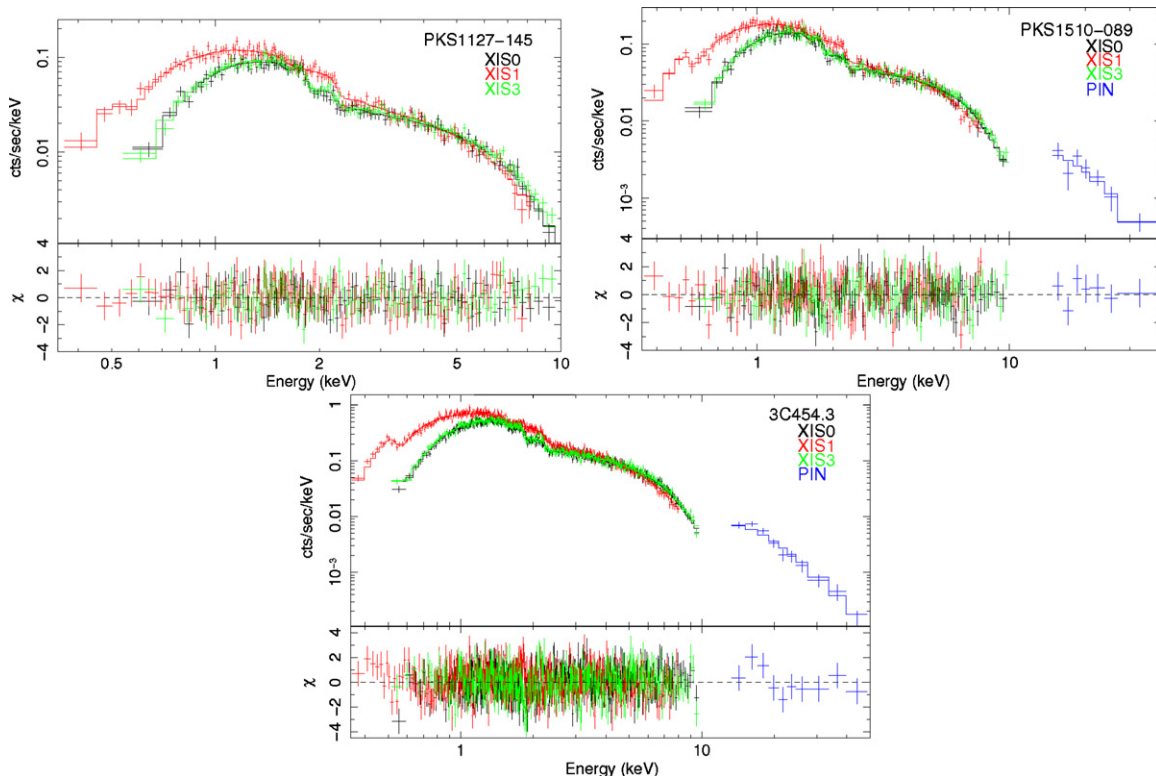 PKS1127−145
XIS0
XIS1
XIS3
cts/sec/keV
0.1
0.01
4
2
0
−2
−4
χ
0.5 1 2 5 10
Energy (keV)
PKS1510−089
XIS0
XIS1
XIS3
PIN
cts/sec/keV
0.1
0.01
10−3
4
2
0
−2
−4
χ
1 10
Energy (keV)
3C454.3
XIS0
XIS1
XIS3
PIN
cts/sec/keV
1
0.1
0.01
10−3
4
2
0
−2
−4
χ
1 10
Energy (keV)